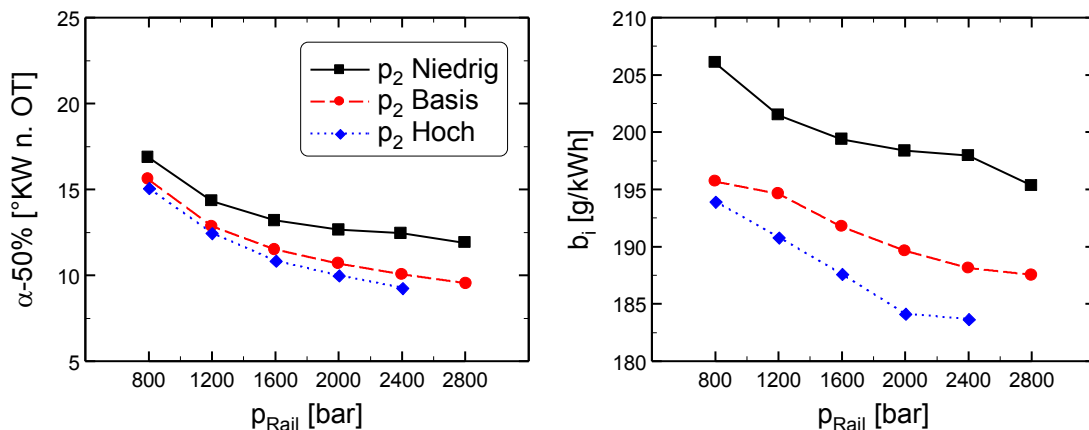 α-50% [°KW n. OT]
25
20
15
10
5
p₂ Niedrig
p₂ Basis
p₂ Hoch
800 1200 1600 2000 2400 2800
p_Rail [bar]
b_i [g/kWh]
210
205
200
195
190
185
180
800 1200 1600 2000 2400 2800
p_Rail [bar]